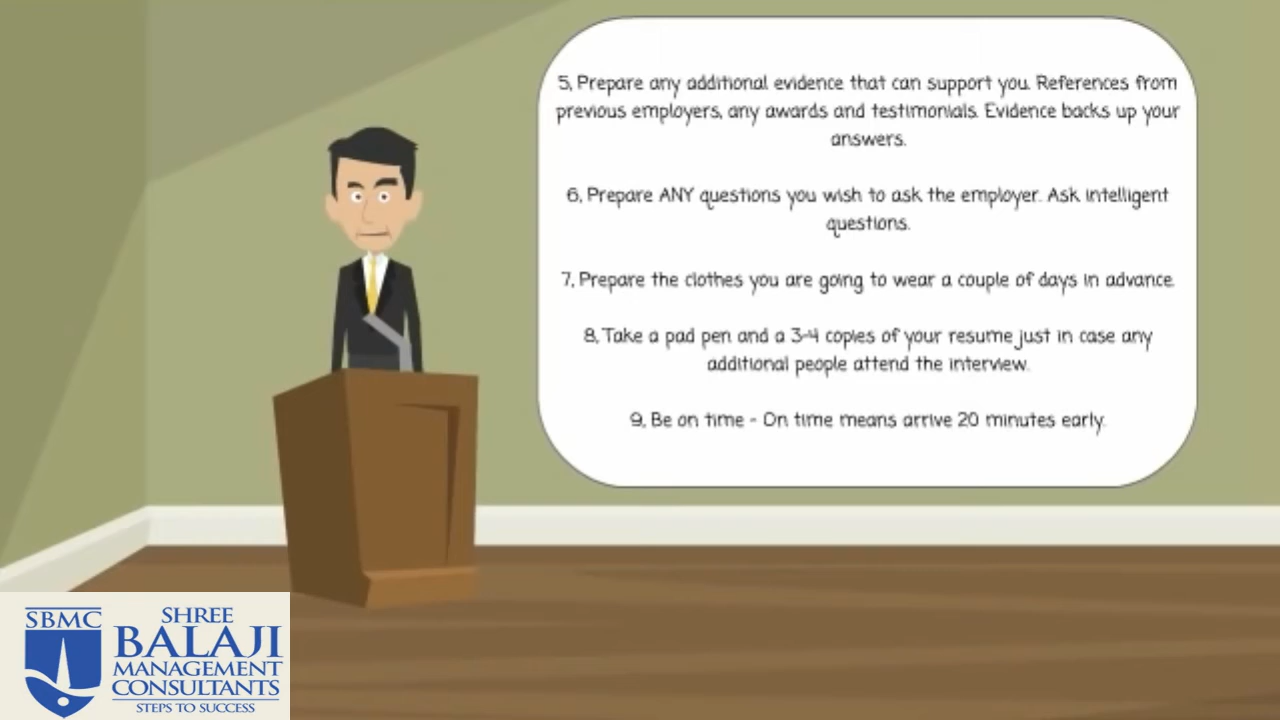 5, Prepare any additional evidence that can support you. References from
previous employers, any awards and testimonials. Evidence backs up your
answers.
6, Prepare ANY questions you wish to ask the employer. Ask intelligent
questions.
7, Prepare the clothes you are going to wear a couple of days in advance.
8, Take a pad pen and a 3-4 copies of your resume just in case any
additional people attend the interview.
9, Be on time - On time means arrive 20 minutes early.
SBMC
SHREE
BALAJI
MANAGEMENT
CONSULTANTS
STEPS TO SUCCESS